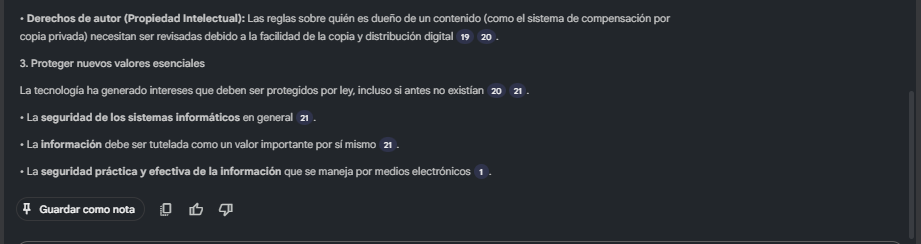 • Derechos de autor (Propiedad Intelectual): Las reglas sobre quién es dueño de un contenido (como el sistema de compensación por
copia privada) necesitan ser revisadas debido a la facilidad de la copia y distribución digital 19 20 .
3. Proteger nuevos valores esenciales
La tecnología ha generado intereses que deben ser protegidos por ley, incluso si antes no existían 20 21 .
• La seguridad de los sistemas informáticos en general 21 .
• La información debe ser tutelada como un valor importante por sí mismo 21 .
• La seguridad práctica y efectiva de la información que se maneja por medios electrónicos 1 .
Guardar como nota